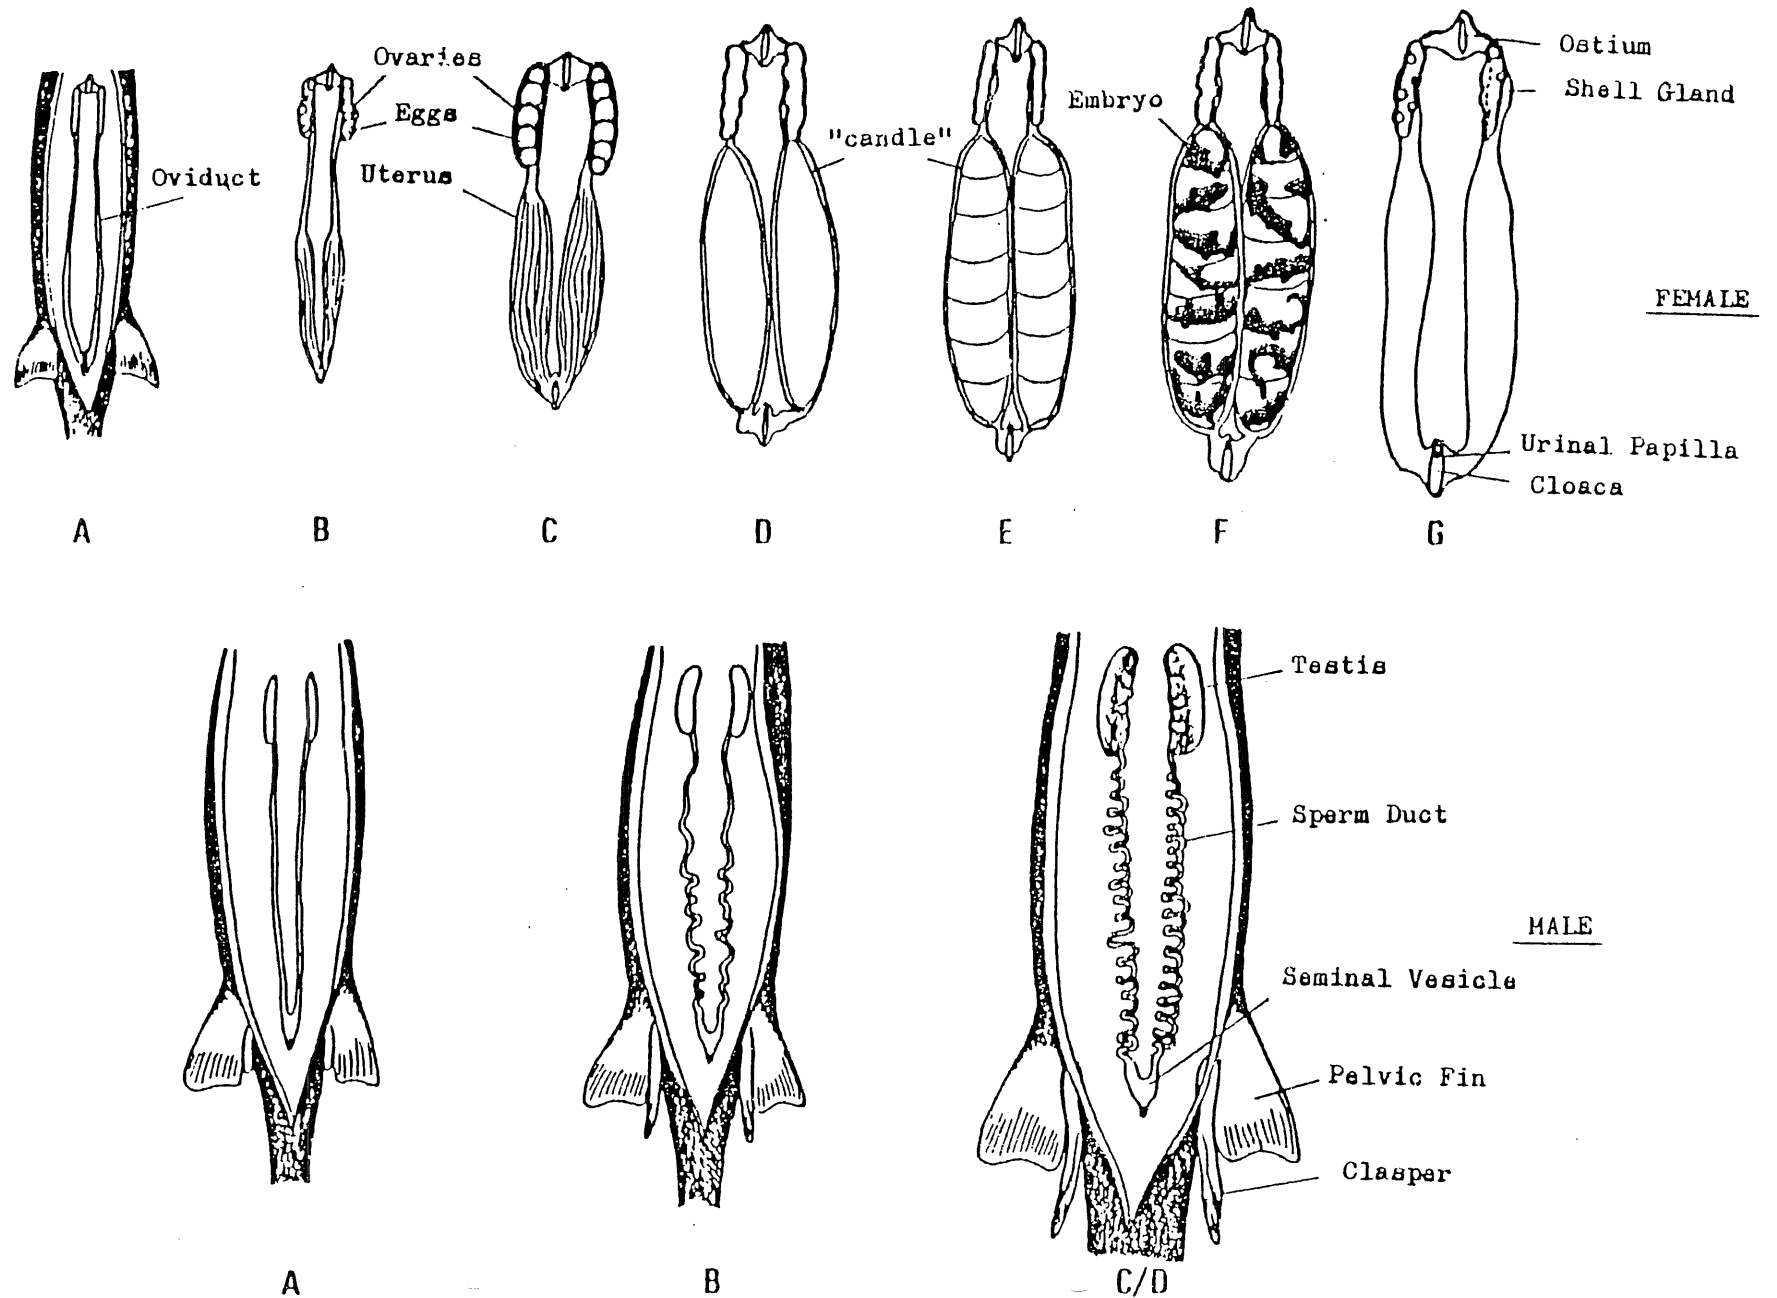 Ovaries
Eggs
Uterus
Oviduct
"candle"
Embryo
Ostium
Shell Gland
FEMALE
Urinal Papilla
Cloaca
A
B
C
D
E
F
G
Testis
Sperm Duct
MALE
Seminal Vesicle
Pelvic Fin
Clasper
A
B
C/D